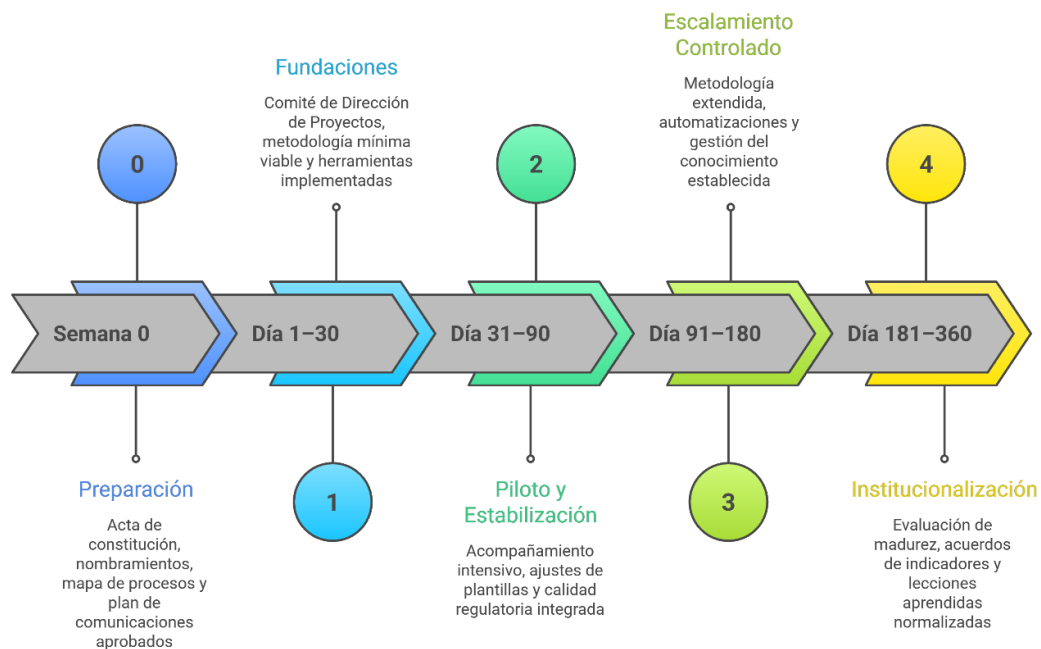 Escalamiento
Controlado
Metodología
extendida,
automatizaciones y
gestión del
conocimiento
establecida
Fundaciones
Comité de Dirección
de Proyectos,
metodología mínima
viable y herramientas
implementadas
0
2
4
Semana 0
Día 1–30
Día 31–90
Día 91–180
Día 181–360
1
3
Preparación
Acta de
constitución,
nombramientos,
mapa de procesos y
plan de
comunicaciones
aprobados
Piloto y
Estabilización
Acompañamiento
intensivo, ajustes de
plantillas y calidad
regulatoria integrada
Institucionalización
Evaluación de
madurez, acuerdos
de indicadores y
lecciones
aprendidas
normalizadas